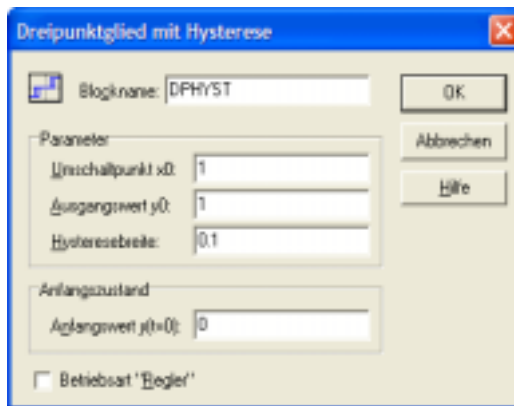 Dreipunktglied mit Hysterese
Blockname: DPHYST
OK
Abbrechen
Hilfe
Parameter
Umschaltpunkt x0: 1
Ausgangswert y0: 1
Hysteresebreite: 0.1
Anfangszustand
Anfangswert y(t=0): 0
Betriebsart "Regler"